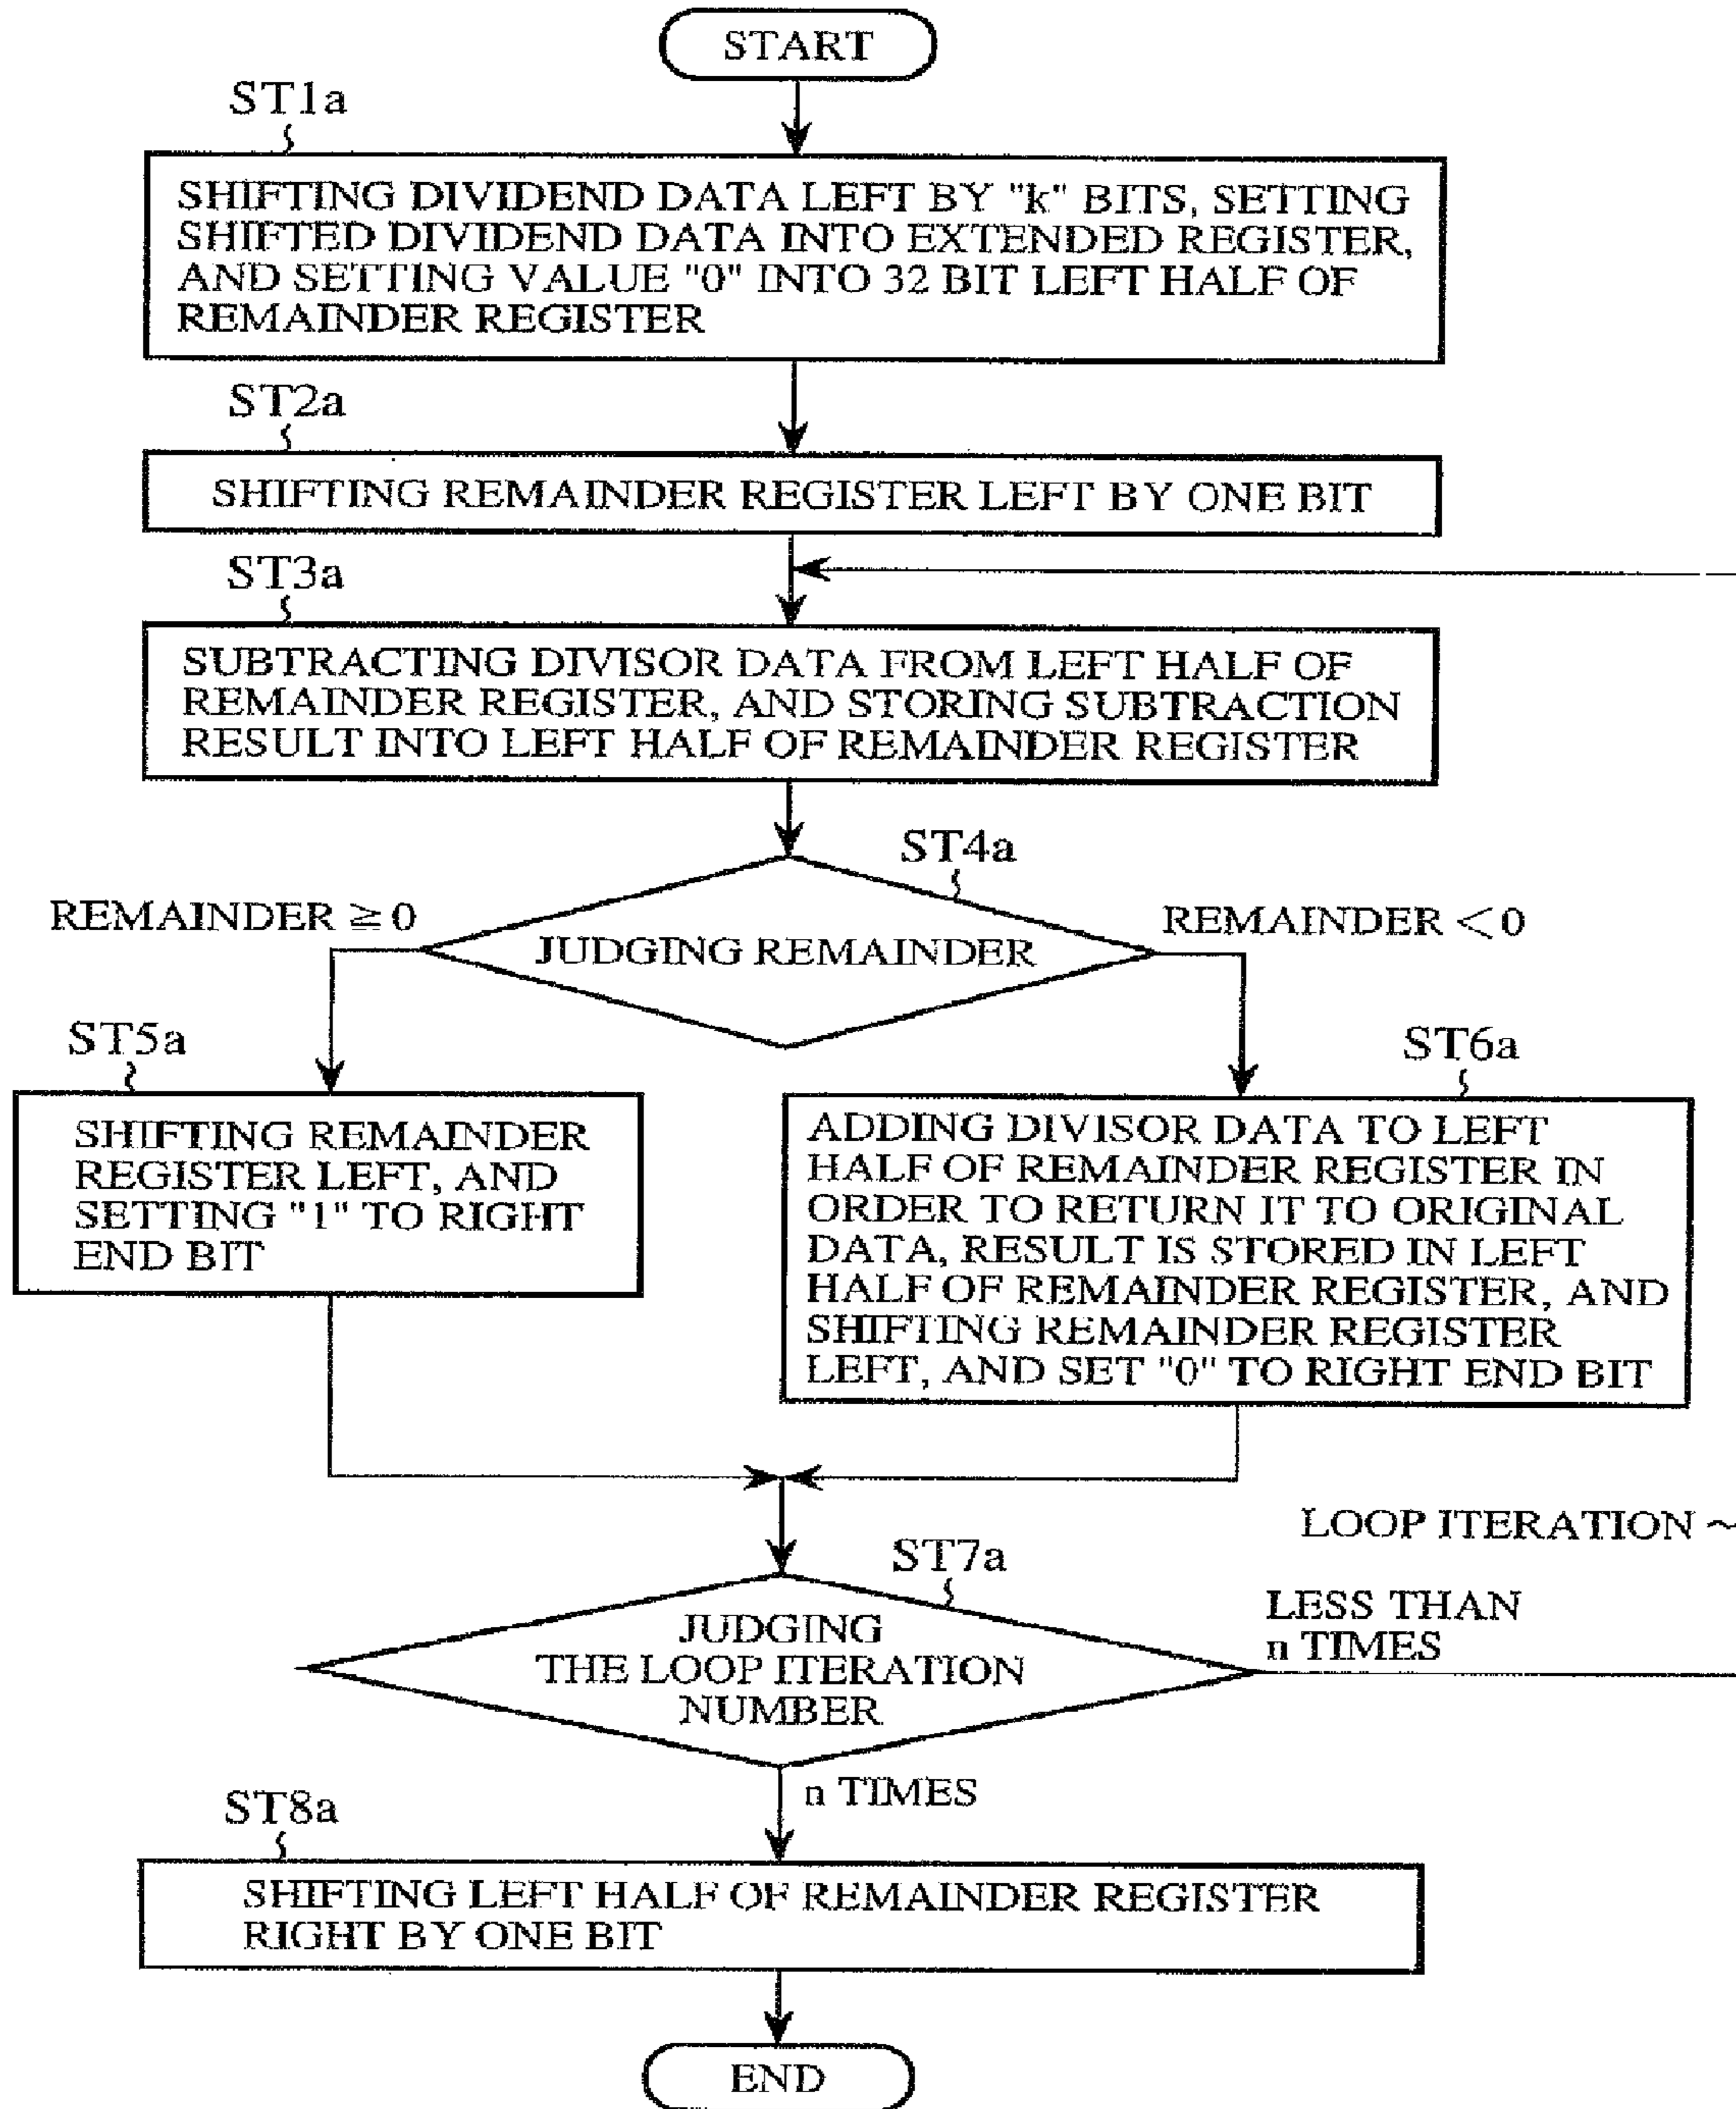 START
ST1a
SHIFTING DIVIDEND DATA LEFT BY "k" BITS, SETTING
SHIFTED DIVIDEND DATA INTO EXTENDED REGISTER,
AND SETTING VALUE "0" INTO 32 BIT LEFT HALF OF
REMAINDER REGISTER
ST2a
SHIFTING REMAINDER REGISTER LEFT BY ONE BIT
ST3a
SUBTRACTING DIVISOR DATA FROM LEFT HALF OF
REMAINDER REGISTER, AND STORING SUBTRACTION
RESULT INTO LEFT HALF OF REMAINDER REGISTER
ST4a
REMAINDER ≧ 0
REMAINDER < 0
JUDGING REMAINDER
ST5a
SHIFTING REMAINDER
REGISTER LEFT, AND
SETTING "1" TO RIGHT
END BIT
ST6a
ADDING DIVISOR DATA TO LEFT
HALF OF REMAINDER REGISTER IN
ORDER TO RETURN IT TO ORIGINAL
DATA, RESULT IS STORED IN LEFT
HALF OF REMAINDER REGISTER, AND
SHIFTING REMAINDER REGISTER
LEFT, AND SET "0" TO RIGHT END BIT
LOOP ITERATION
ST7a
JUDGING
THE LOOP ITERATION
NUMBER
LESS THAN
n TIMES
n TIMES
ST8a
SHIFTING LEFT HALF OF REMAINDER REGISTER
RIGHT BY ONE BIT
END